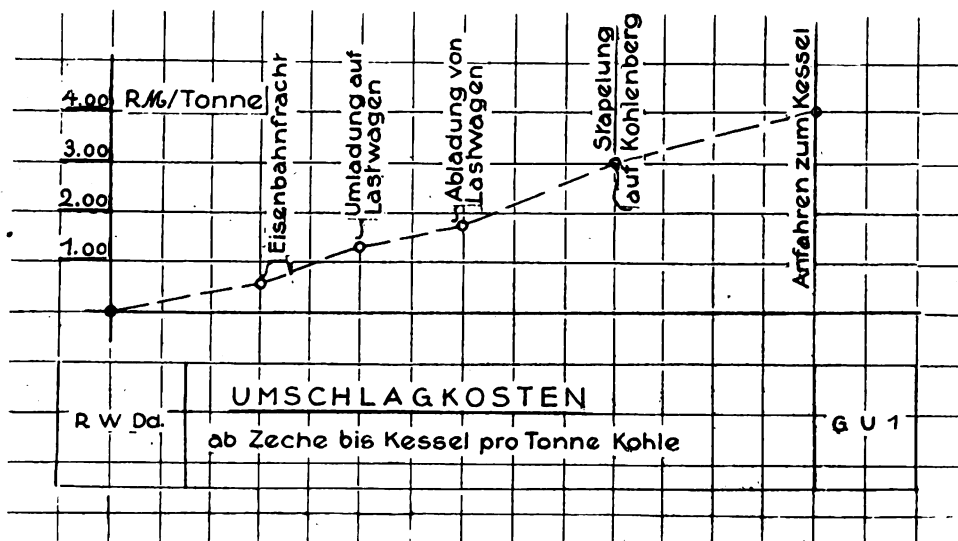 4.00 RM/Tonne
3.00
2.00
1.00
Eisenbahnfracht
Umladung auf
Lastwagen
Abladung von
Lastwagen
Stapelung
auf Kohlenberg
Anfahren zum Kessel
R W Dd.
UMSCHLAGKOSTEN
ab Zeche bis Kessel pro Tonne Kohle
G U 1